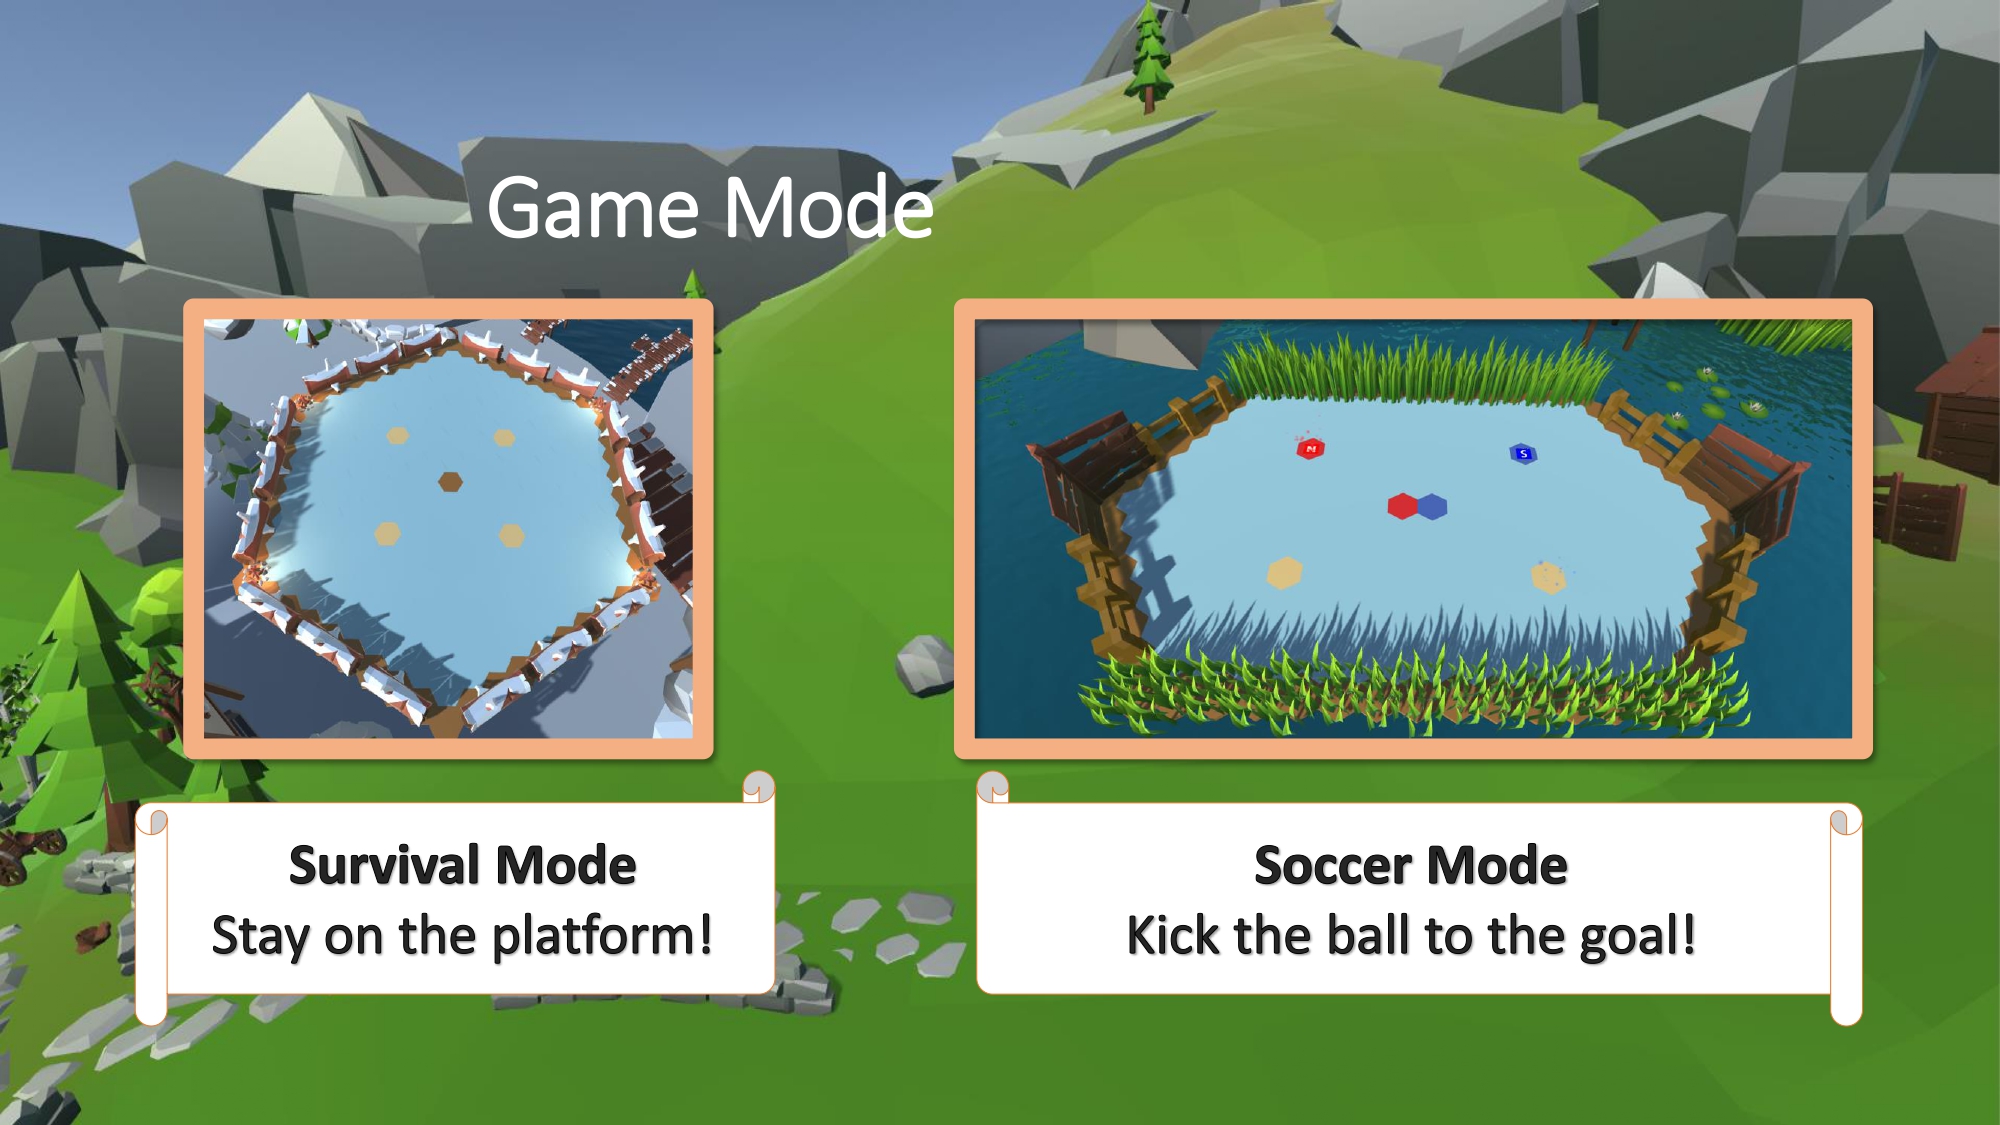 Game Mode
N
S
Survival Mode
Stay on the platform!
Soccer Mode
Kick the ball to the goal!